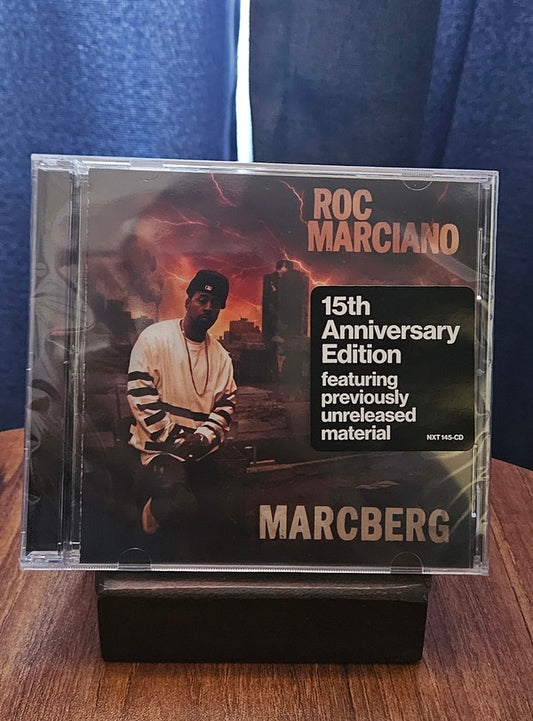 ROC
MARCIANO
15th
Anniversary
Edition
featuring
previously
unreleased
material
NXT 145-CD
MARCBERG